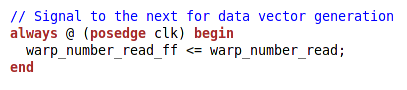 // Signal to the next for data vector generation
always @ (posedge clk) begin
  warp_number_read_ff <= warp_number_read;
end